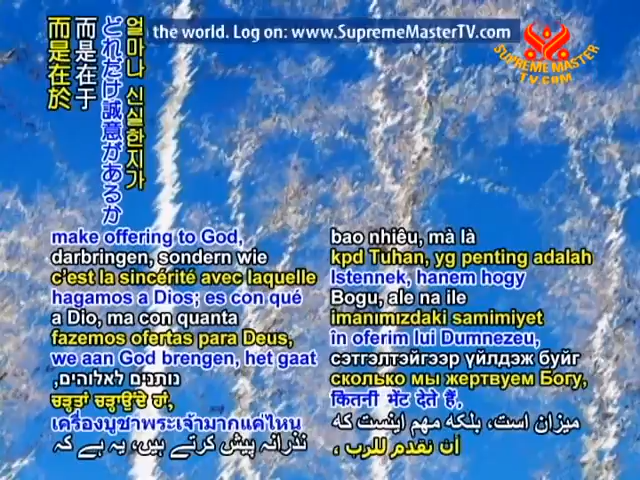 the world. Log on: www.SupremeMasterTV.com
SUPREME MASTER
TV.COM
얼마나 신실한지가
どれだけ誠意があるか
而是在于
而是在於
make offering to God,
darbringen, sondern wie
c'est la sincérité avec laquelle
hagamos a Dios; es con qué
a Dio, ma con quanta
fazemos ofertas para Deus,
we aan God brengen, het gaat
נותנים לאלוהים,
ਚੜ੍ਹਤਾਂ ਚੜ੍ਹਾਉਂਦੇ ਹਾਂ,
เครื่องบูชาพระเจ้ามากแค่ไหน
نذرانہ پیش کرتے ہیں، یہ ہے کہ
bao nhiêu, mà là
kpd Tuhan, yg penting adalah
Istennek, hanem hogy
Bogu, ale na ile
imanımızdaki samimiyet
în oferim lui Dumnezeu,
сэтгэлтэйгээр үйлдэж буйг
сколько мы жертвуем Богу,
कितनी भेंट देते हैं,
میزان است، بلکه مهم اینست که
أن نقدم للرب ،